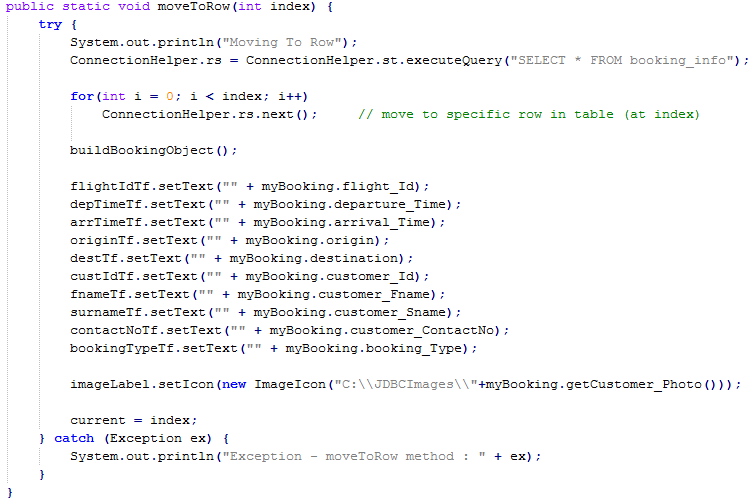 public static void moveToRow(int index) {
    try {
        System.out.println("Moving To Row");
        ConnectionHelper.rs = ConnectionHelper.st.executeQuery("SELECT * FROM booking_info");
        for(int i = 0; i < index; i++)
            ConnectionHelper.rs.next();     // move to specific row in table (at index)
        buildBookingObject();
        flightIdTf.setText("" + myBooking.flight_Id);
        depTimeTf.setText("" + myBooking.departure_Time);
        arrTimeTf.setText("" + myBooking.arrival_Time);
        originTf.setText("" + myBooking.origin);
        destTf.setText("" + myBooking.destination);
        custIdTf.setText("" + myBooking.customer_Id);
        fnameTf.setText("" + myBooking.customer_Fname);
        surnameTf.setText("" + myBooking.customer_Sname);
        contactNoTf.setText("" + myBooking.customer_ContactNo);
        bookingTypeTf.setText("" + myBooking.booking_Type);
        imageLabel.setIcon(new ImageIcon("C:\\JDBCImages\\"+myBooking.getCustomer_Photo()));
        current = index;
    } catch (Exception ex) {
        System.out.println("Exception - moveToRow method : " + ex);
    }
}